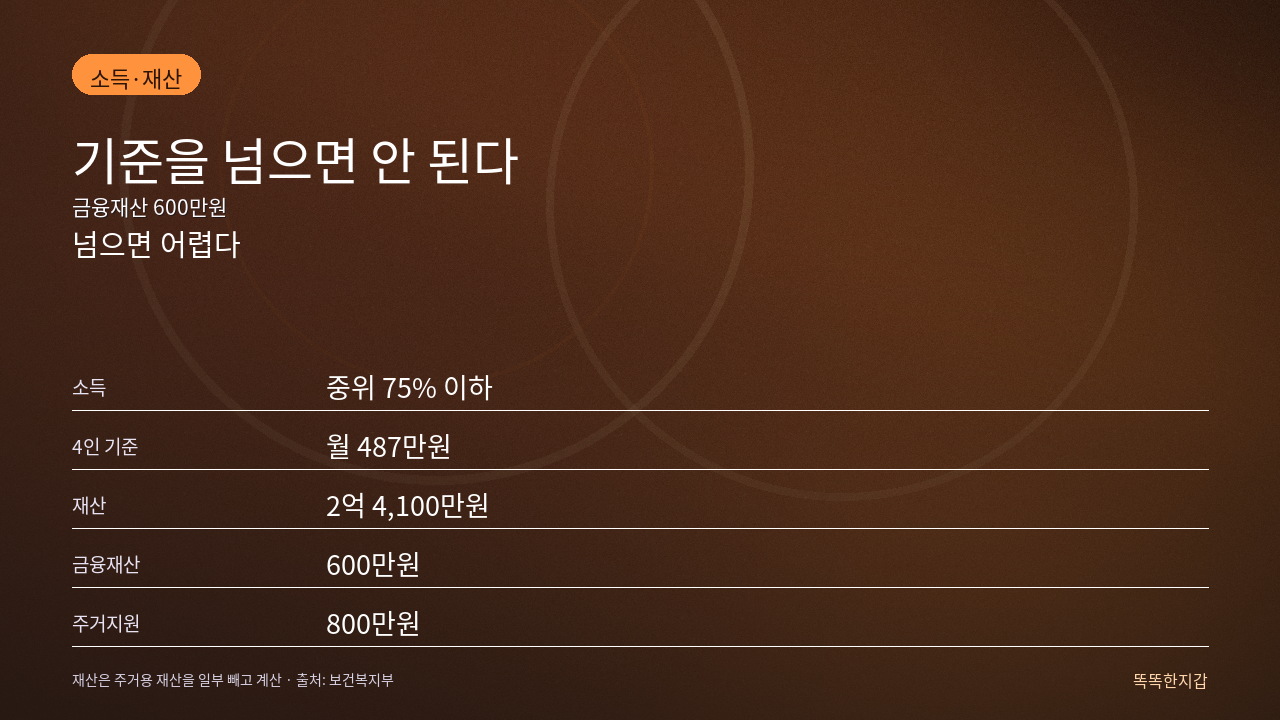 소득·재산
기준을 넘으면 안 된다
금융재산 600만원
넘으면 어렵다
소득 중위 75% 이하
4인 기준 월 487만원
재산 2억 4,100만원
금융재산 600만원
주거지원 800만원
재산은 주거용 재산을 일부 빼고 계산 · 출처: 보건복지부
똑똑한지갑